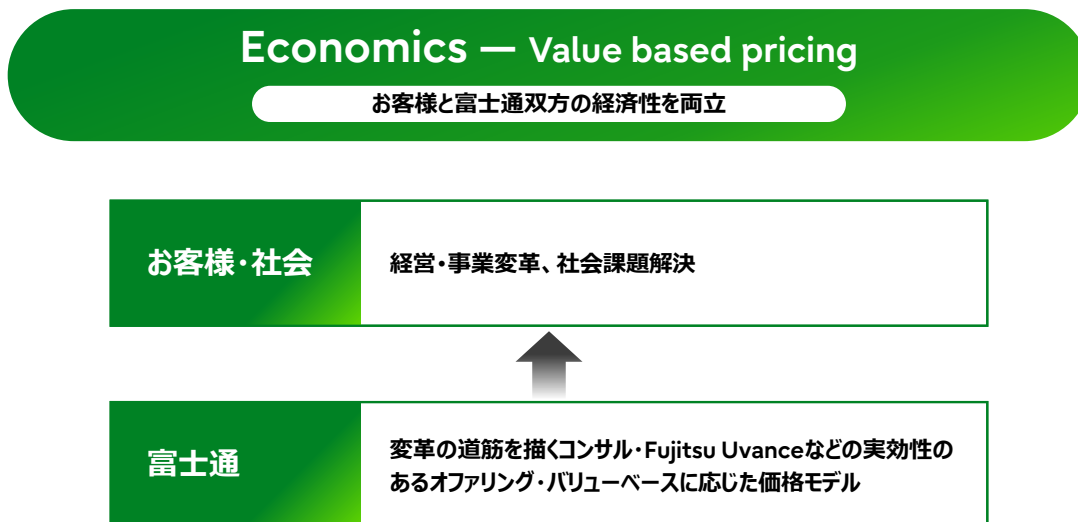 Economics — Value based pricing
お客様と富士通双方の経済性を両立
お客様・社会
経営・事業変革、社会課題解決
富士通
変革の道筋を描くコンサル・Fujitsu Uvanceなどの実効性の
あるオファリング・バリューベースに応じた価格モデル